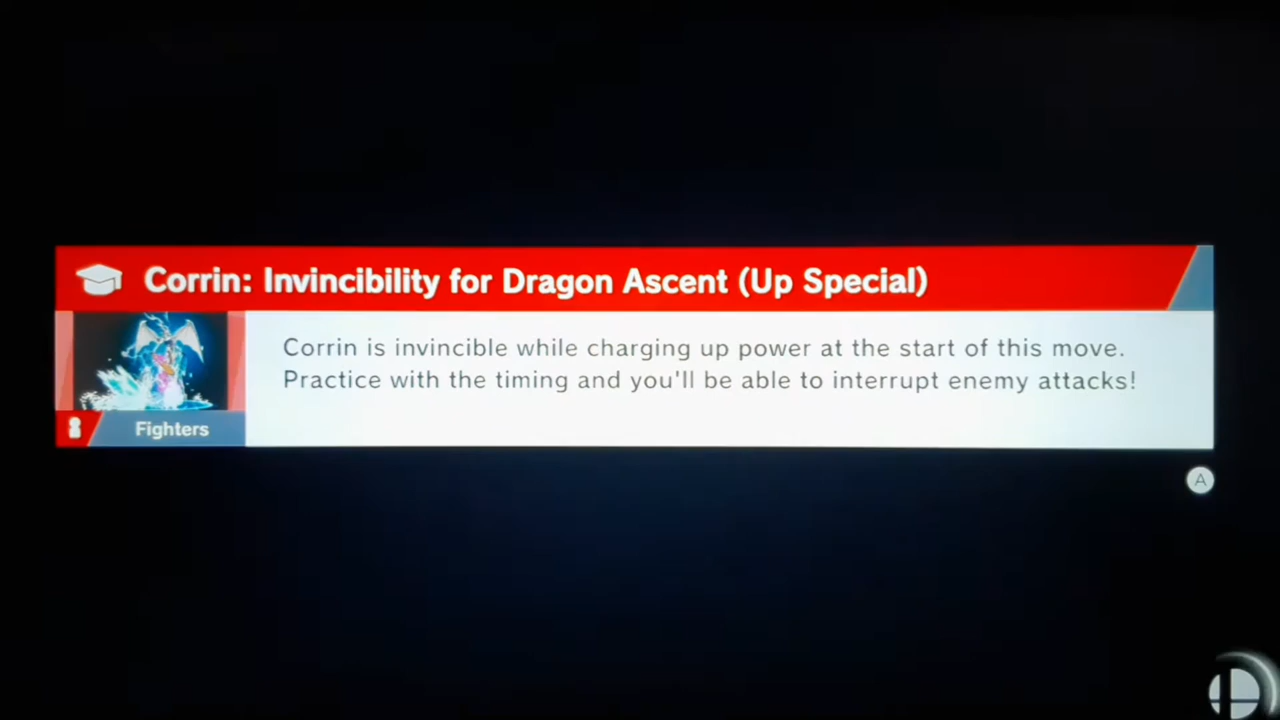 Corrin: Invincibility for Dragon Ascent (Up Special)
Corrin is invincible while charging up power at the start of this move.
Practice with the timing and you'll be able to interrupt enemy attacks!
Fighters
A